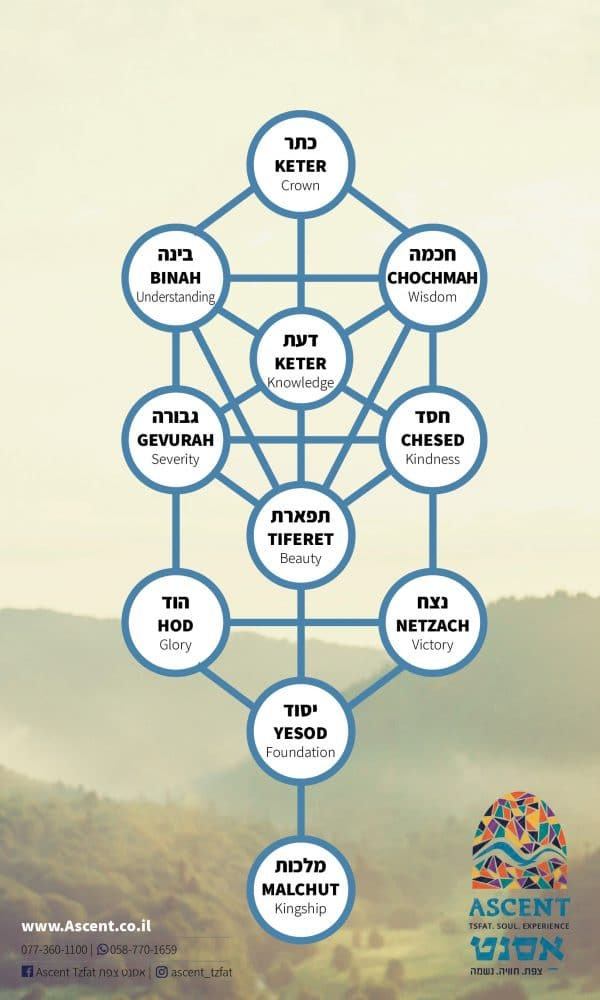 כתר
KETER
Crown
בינה
BINAH
Understanding
חכמה
CHOCHMAH
Wisdom
דעת
KETER
Knowledge
גבורה
GEVURAH
Severity
חסד
CHESED
Kindness
תפארת
TIFERET
Beauty
הוד
HOD
Glory
נצח
NETZACH
Victory
יסוד
YESOD
Foundation
מלכות
MALCHUT
Kingship
www.Ascent.co.il
077-360-1100 | 058-770-1659
Ascent Tzfat אסנט צפת | ascent_tzfat
ASCENT
TSFAT. SOUL. EXPERIENCE
אסנט
צפת. חוויה. נשמה